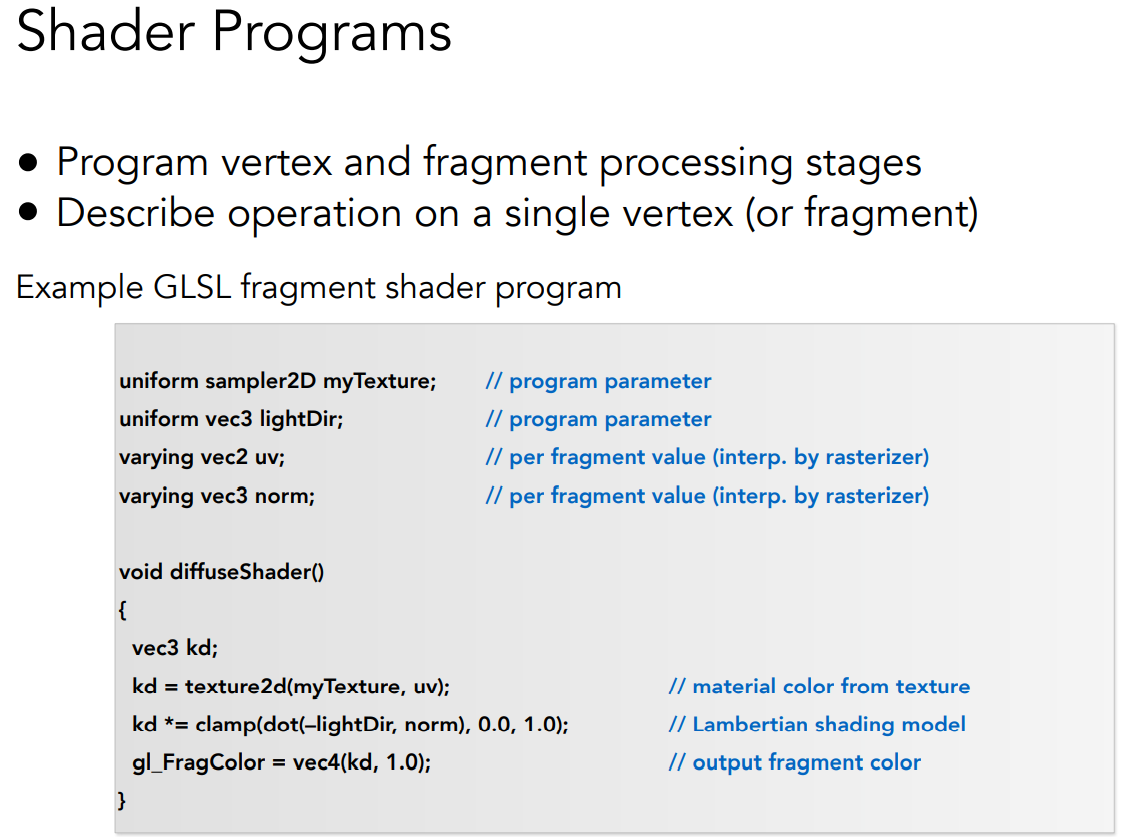 Shader Programs
● Program vertex and fragment processing stages
● Describe operation on a single vertex (or fragment)
Example GLSL fragment shader program
uniform sampler2D myTexture; // program parameter
uniform vec3 lightDir; // program parameter
varying vec2 uv; // per fragment value (interp. by rasterizer)
varying vec3 norm; // per fragment value (interp. by rasterizer)
void diffuseShader()
{
vec3 kd;
kd = texture2d(myTexture, uv); // material color from texture
kd *= clamp(dot(–lightDir, norm), 0.0, 1.0); // Lambertian shading model
gl_FragColor = vec4(kd, 1.0); // output fragment color
}